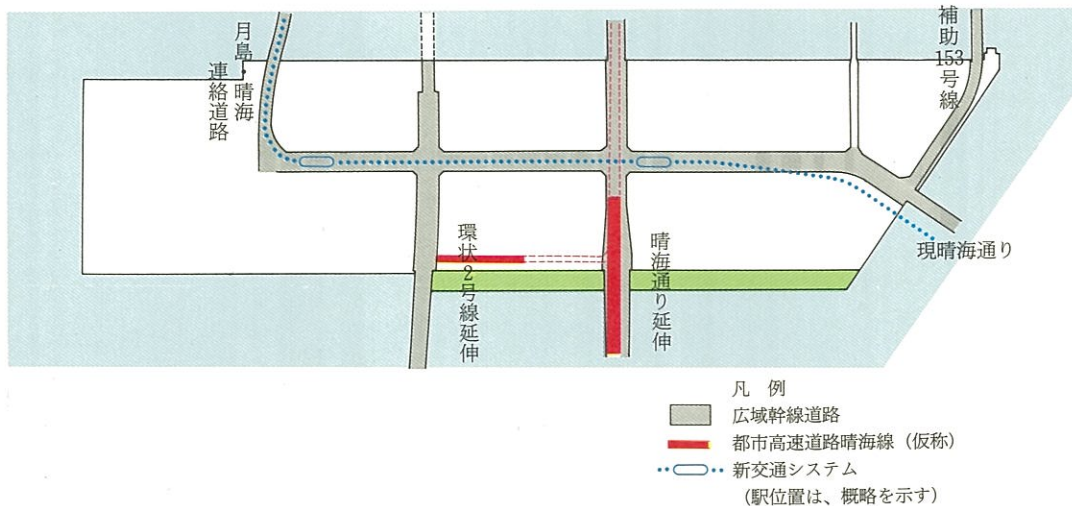 月島晴海
連絡道路
補助153号線
環状2号線延伸
晴海通り延伸
現晴海通り
凡 例
広域幹線道路
都市高速道路晴海線（仮称）
新交通システム
（駅位置は、概略を示す）